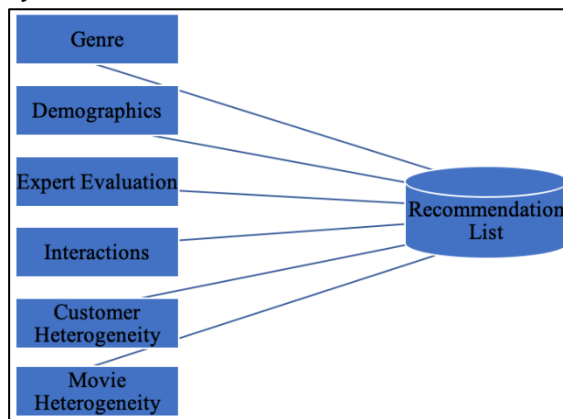 Genre
Demographics
Expert Evaluation
Interactions
Customer
Heterogeneity
Movie
Heterogeneity
Recommendation
List